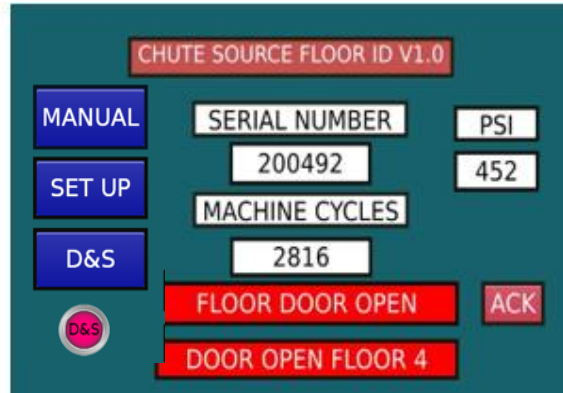 CHUTE SOURCE FLOOR ID V1.0
MANUAL
SERIAL NUMBER
PSI
200492
452
SET UP
MACHINE CYCLES
D&S
2816
FLOOR DOOR OPEN
ACK
D&S
DOOR OPEN FLOOR 4